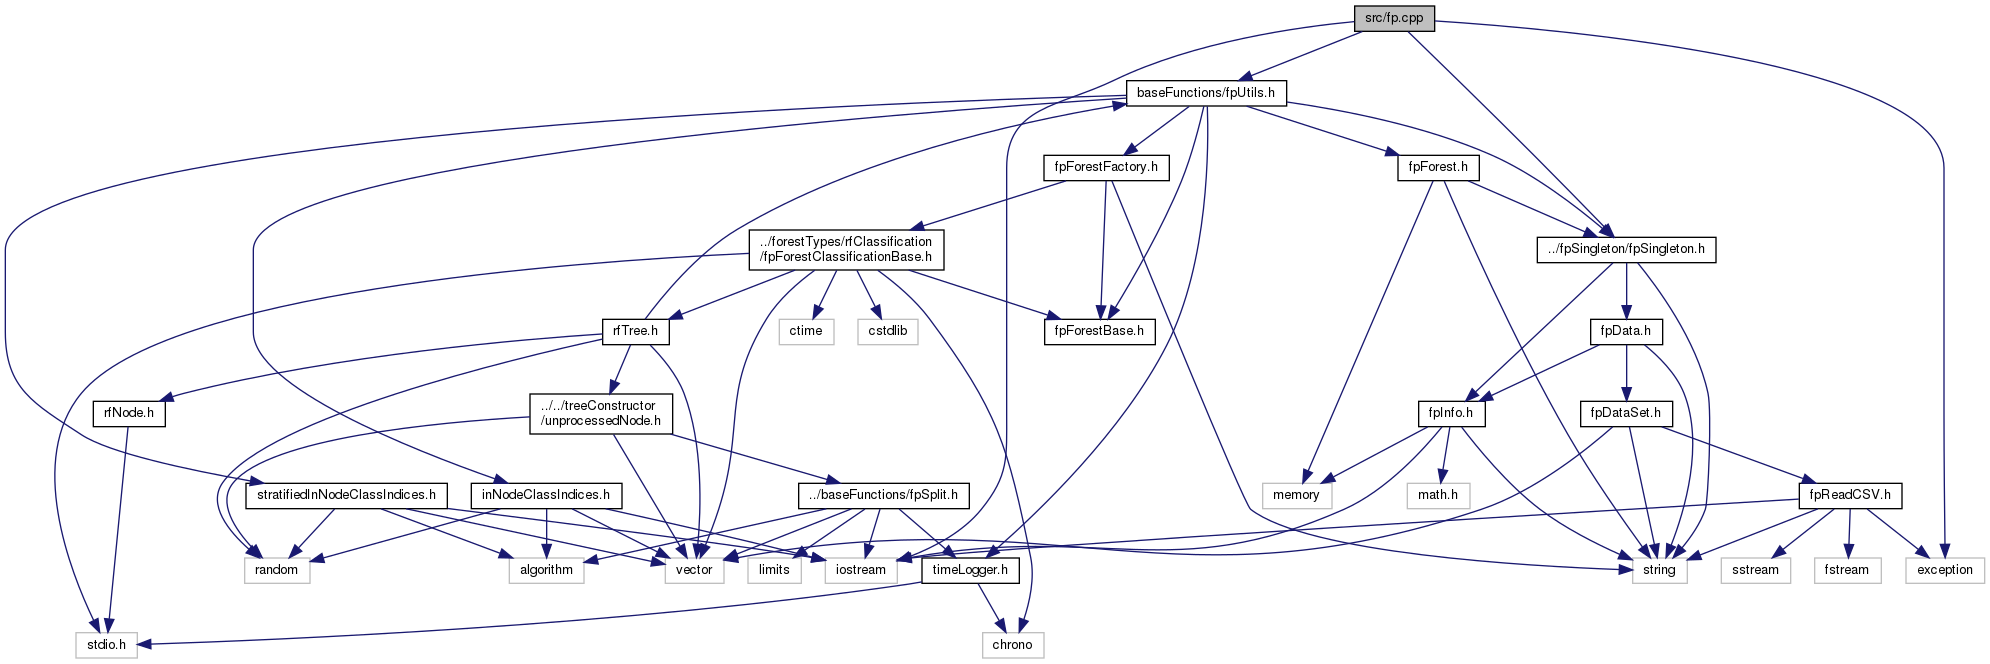 src/fp.cpp
baseFunctions/fpUtils.h
fpForestFactory.h
fpForest.h
../forestTypes/rfClassification
/fpForestClassificationBase.h
../fpSingleton/fpSingleton.h
rfTree.h
ctime
cstdlib
fpForestBase.h
fpData.h
rfNode.h
../../treeConstructor
/unprocessedNode.h
fpInfo.h
fpDataSet.h
stratifiedInNodeClassIndices.h
inNodeClassIndices.h
../baseFunctions/fpSplit.h
memory
math.h
fpReadCSV.h
random
algorithm
vector
limits
iostream
timeLogger.h
string
sstream
fstream
exception
stdio.h
chrono